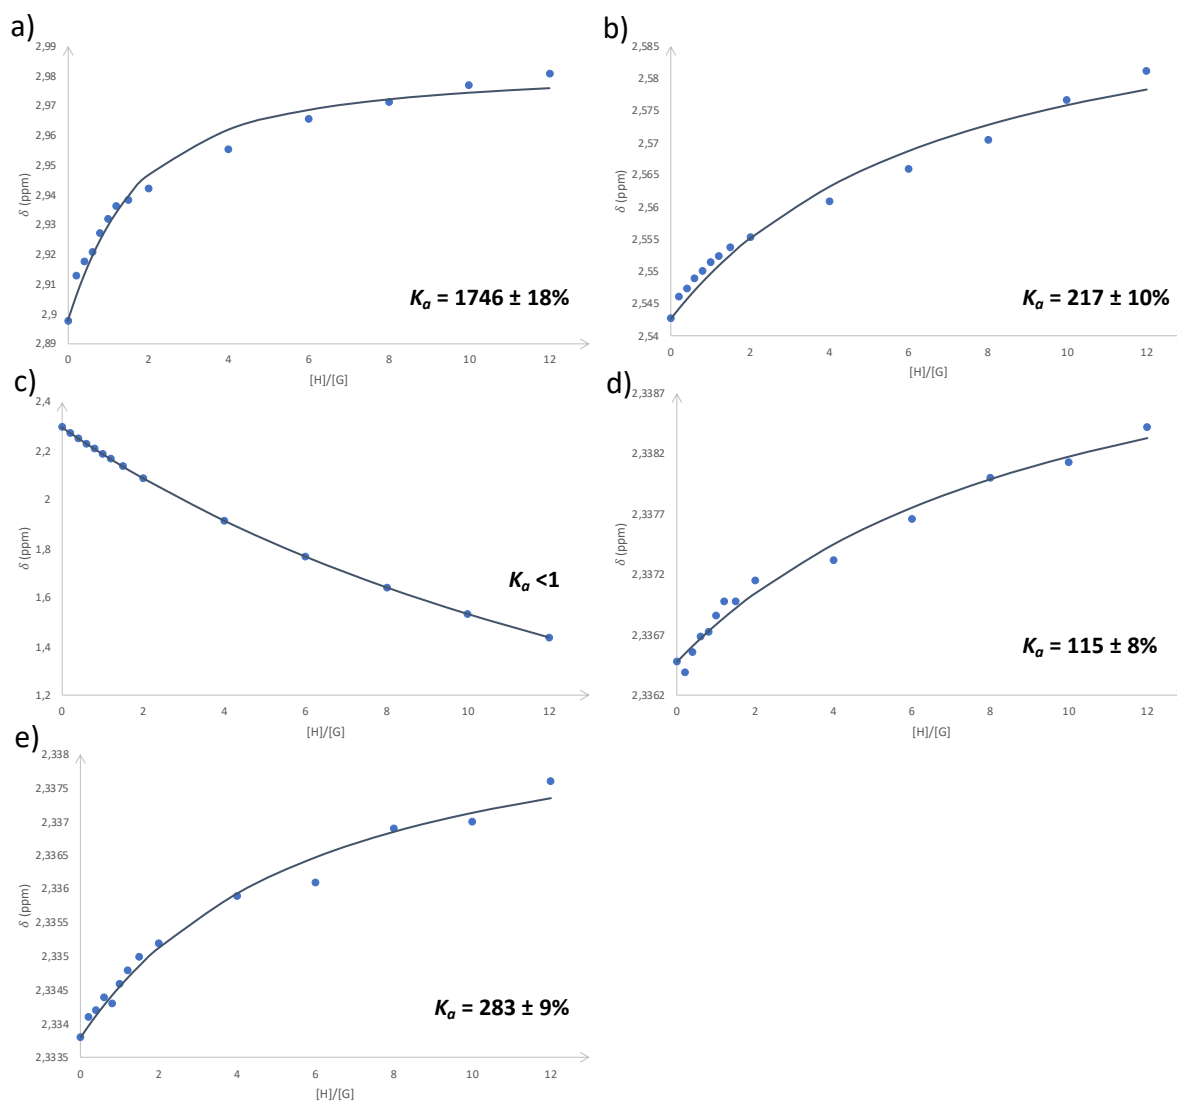 a)
2,99
2,98
2,97
2,96
2,95
2,94
2,93
2,92
2,91
2,9
2,89
δ (ppm)
0 2 4 6 8 10 12
[H]/[G]
Ka = 1746 ± 18%
b)
2,585
2,58
2,575
2,57
2,565
2,56
2,555
2,55
2,545
2,54
δ (ppm)
0 2 4 6 8 10 12
[H]/[G]
Ka = 217 ± 10%
c)
2,4
2,2
2
1,8
1,6
1,4
1,2
δ (ppm)
0 2 4 6 8 10 12
[H]/[G]
Ka <1
d)
2,3387
2,3382
2,3377
2,3372
2,3367
2,3362
δ (ppm)
0 2 4 6 8 10 12
[H]/[G]
Ka = 115 ± 8%
e)
2,338
2,3375
2,337
2,3365
2,336
2,3355
2,335
2,3345
2,334
2,3335
δ (ppm)
0 2 4 6 8 10 12
[H]/[G]
Ka = 283 ± 9%